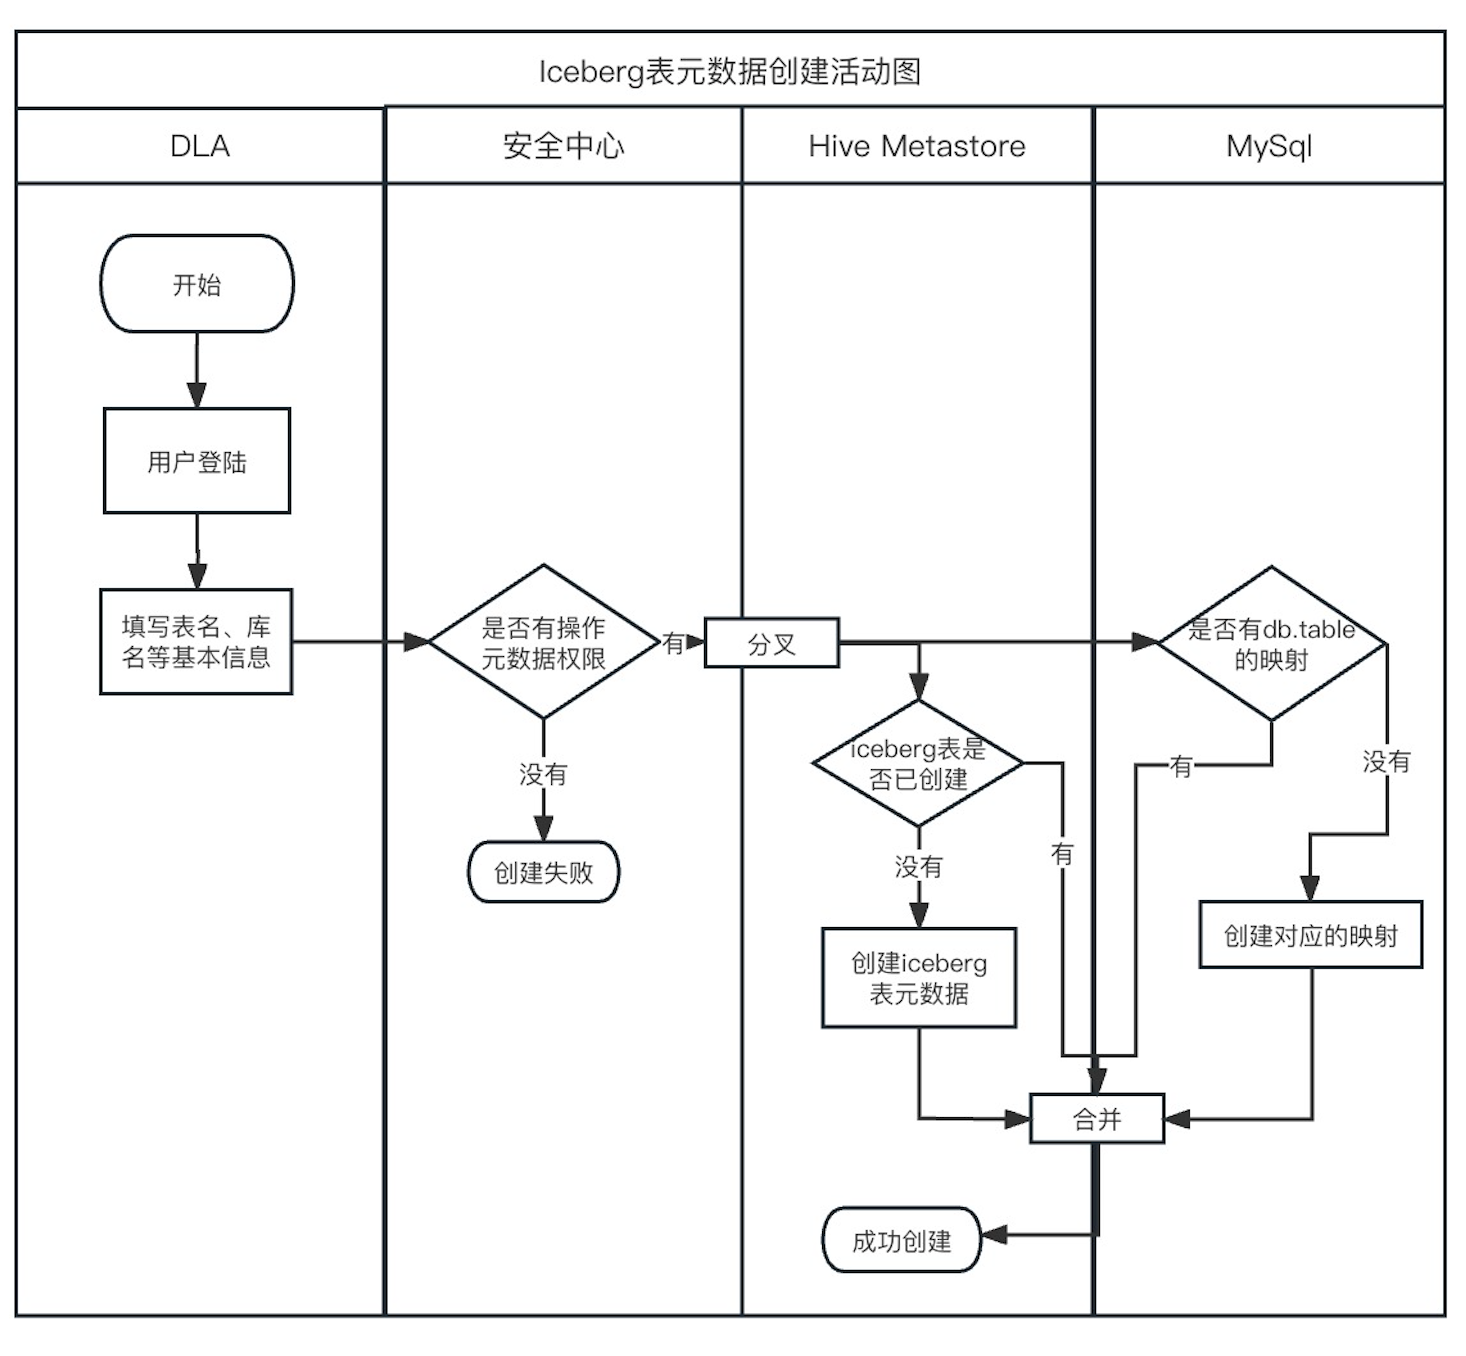 Iceberg表元数据创建活动图
DLA
安全中心
Hive Metastore
MySql
开始
用户登陆
填写表名、库
名等基本信息
是否有操作
元数据权限
有
分叉
是否有db.table
的映射
没有
创建失败
iceberg表是
否已创建
有
没有
有
没有
创建iceberg
表元数据
创建对应的映射
合并
成功创建